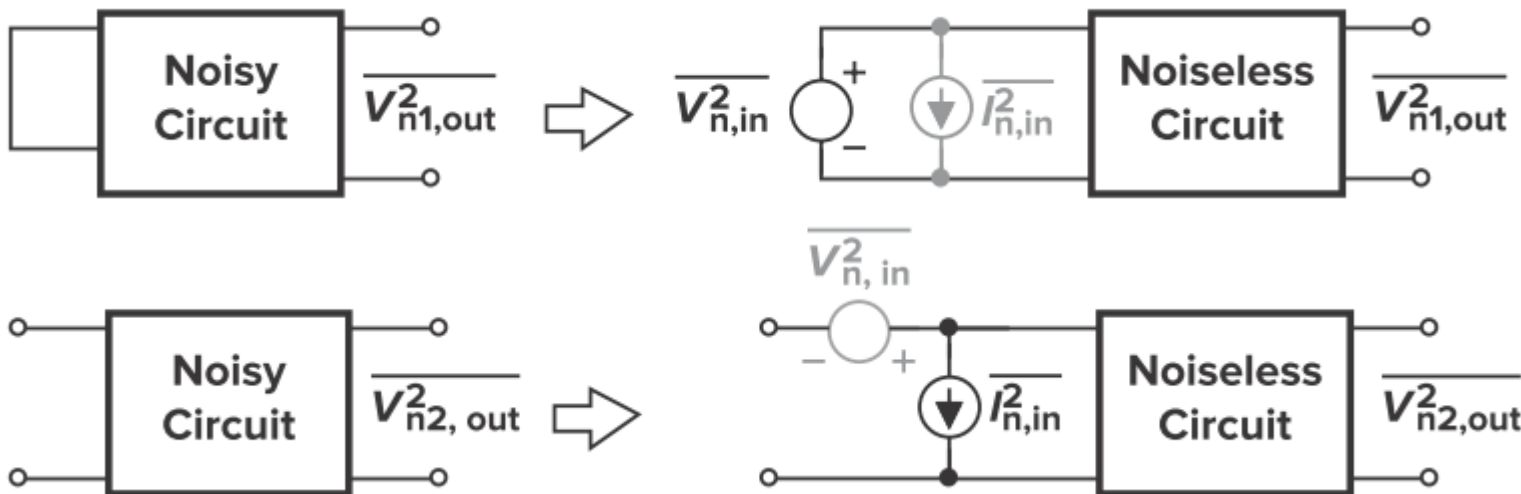 Noisy
Circuit
V²n1,out
+
−
V²n,in
I²n,in
Noiseless
Circuit
V²n1,out
Noisy
Circuit
V²n2, out
V²n, in
−
+
I²n,in
Noiseless
Circuit
V²n2,out